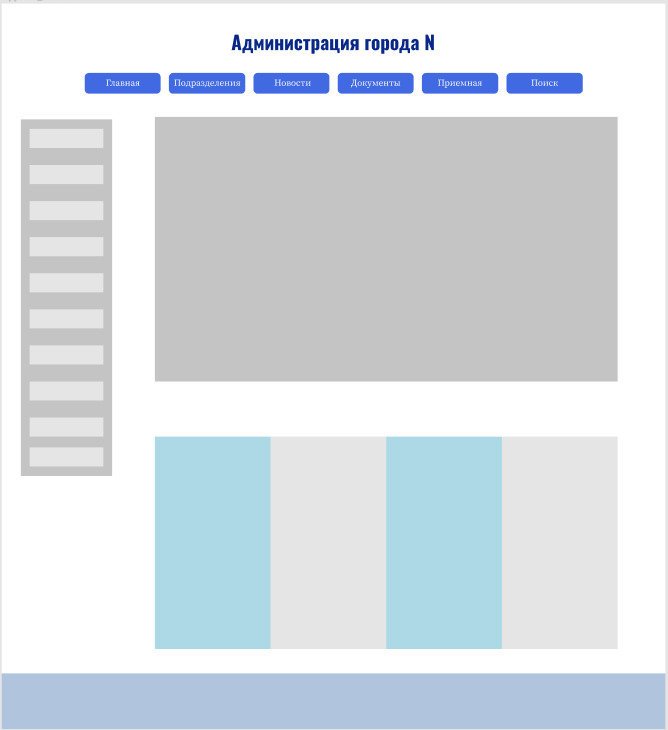 Администрация города N
Главная
Подразделения
Новости
Документы
Приемная
Поиск